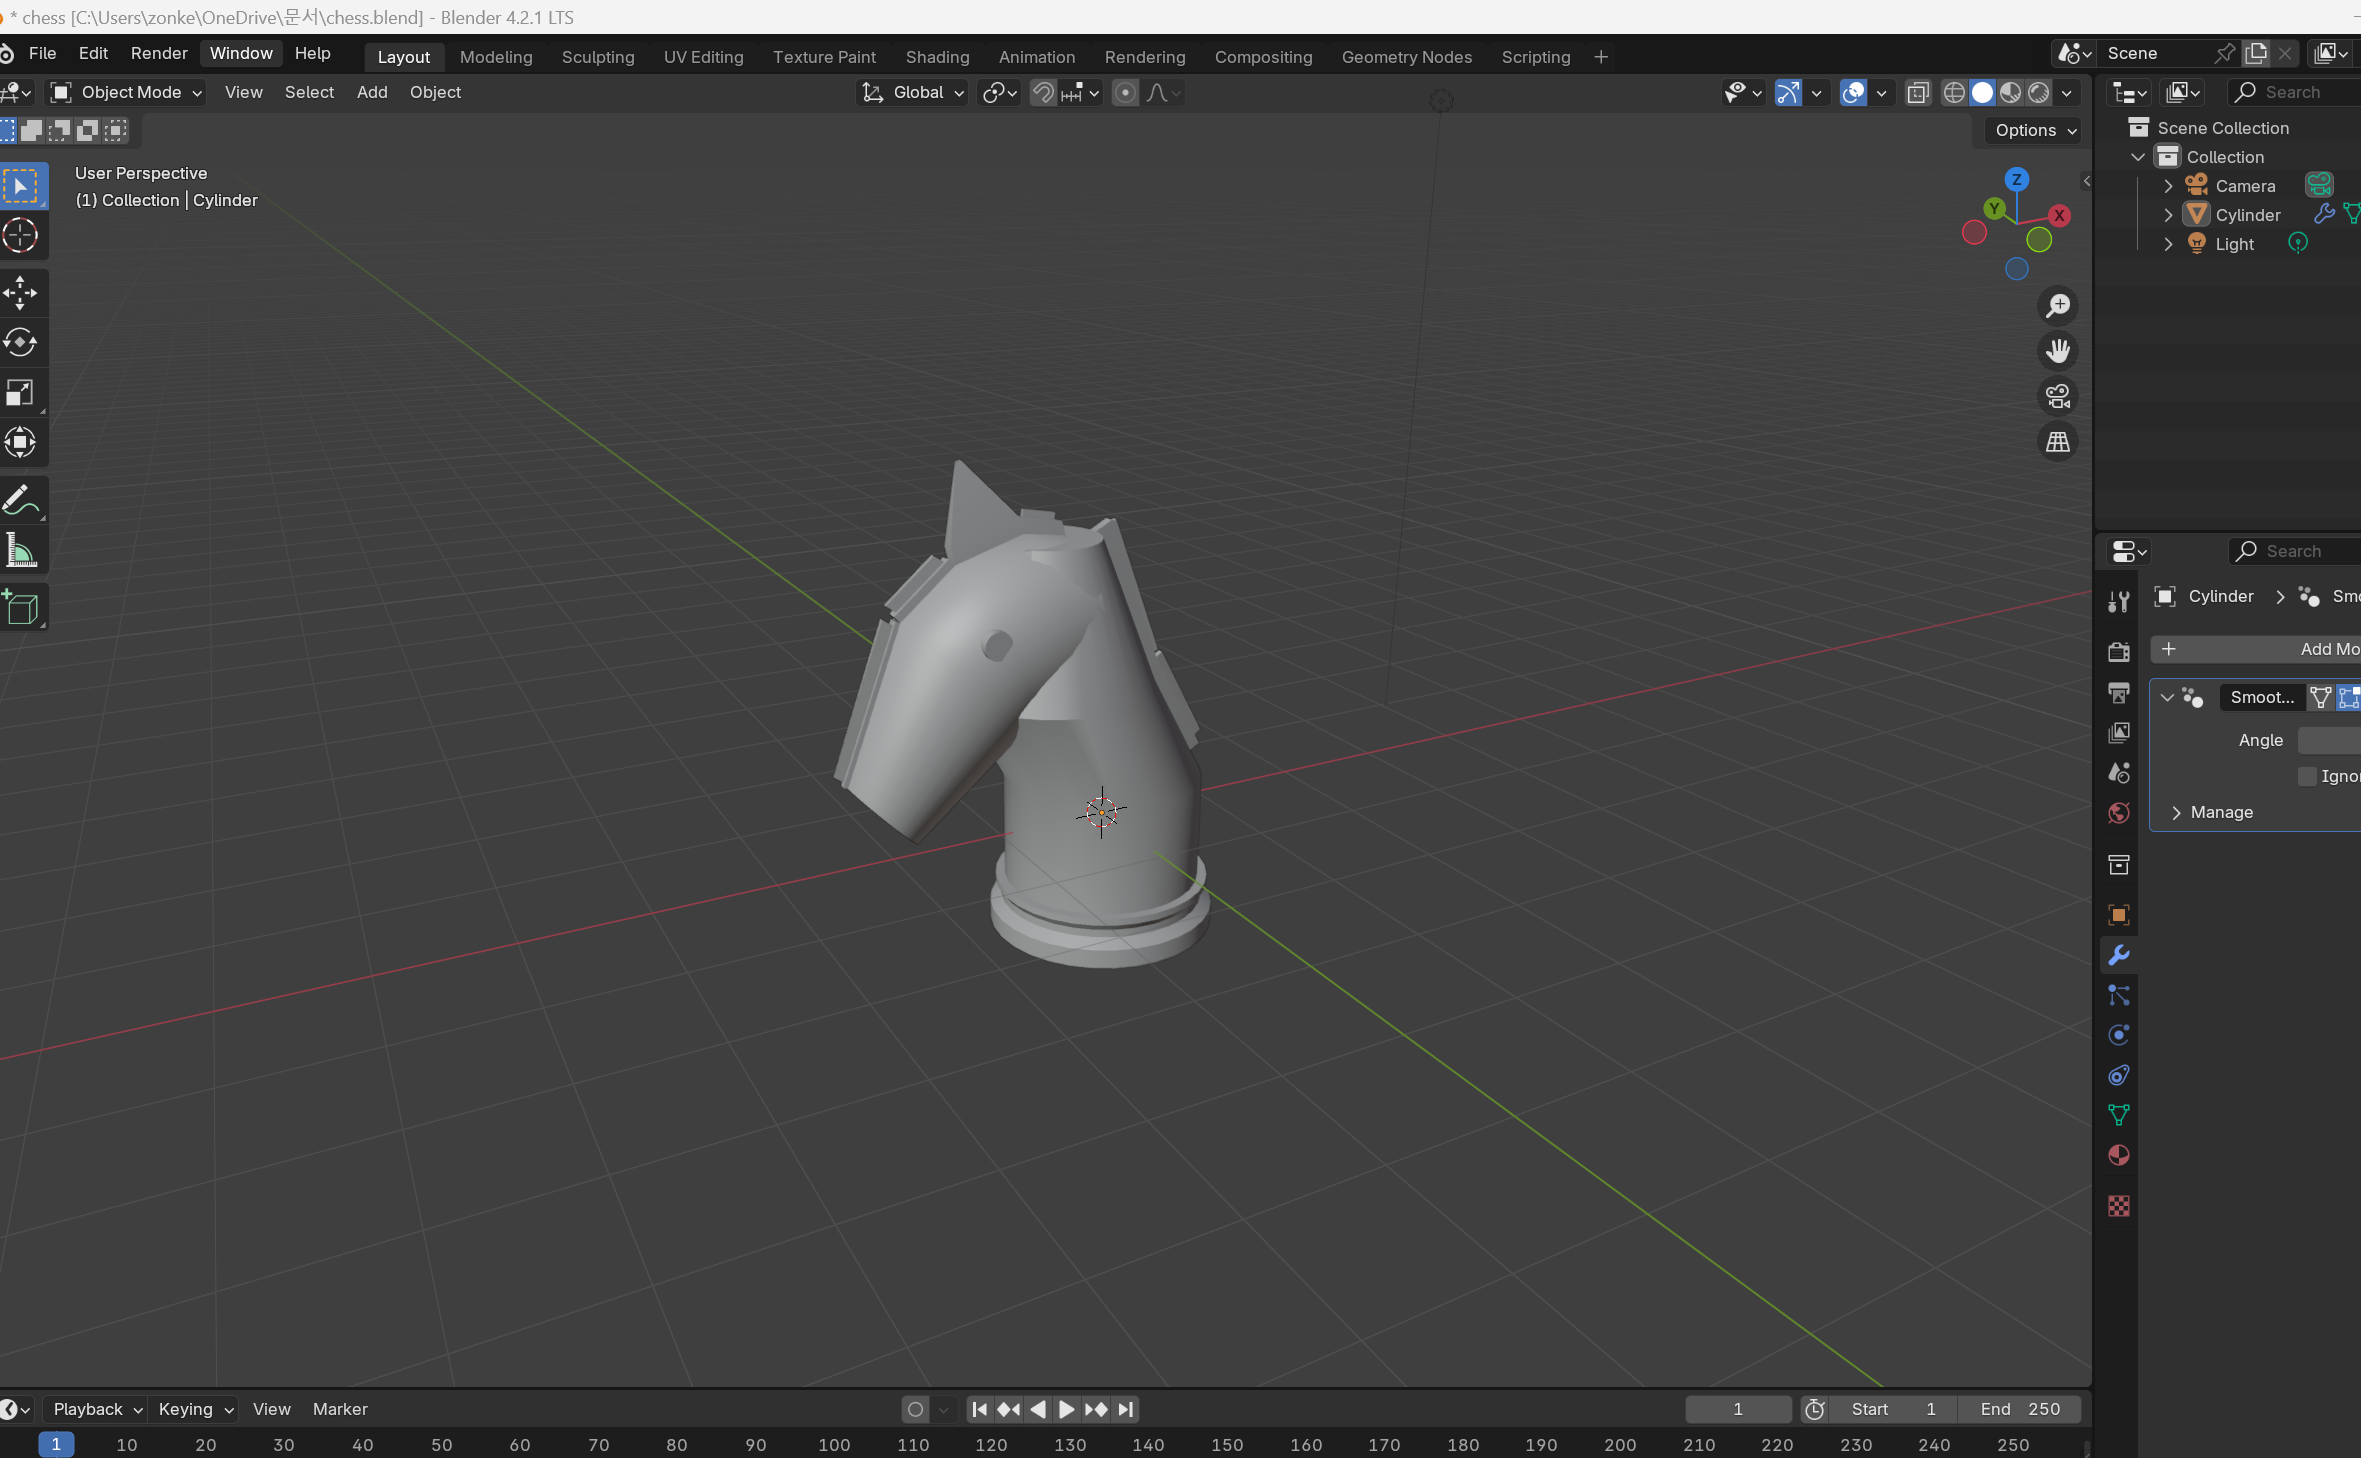 * chess [C:\Users\zonke\OneDrive\문서\chess.blend] - Blender 4.2.1 LTS
File Edit Render Window Help Layout Modeling Sculpting UV Editing Texture Paint Shading Animation Rendering Compositing Geometry Nodes Scripting + Scene
Object Mode View Select Add Object Global Search
Options
User Perspective
(1) Collection | Cylinder
Z
Y
X
Scene Collection
Collection
Camera
Cylinder
Light
Search
Cylinder > Smo
+ Add Mo
Smoot...
Angle
Ignor
Manage
Playback Keying View Marker 1 Start 1 End 250
1 10 20 30 40 50 60 70 80 90 100 110 120 130 140 150 160 170 180 190 200 210 220 230 240 250